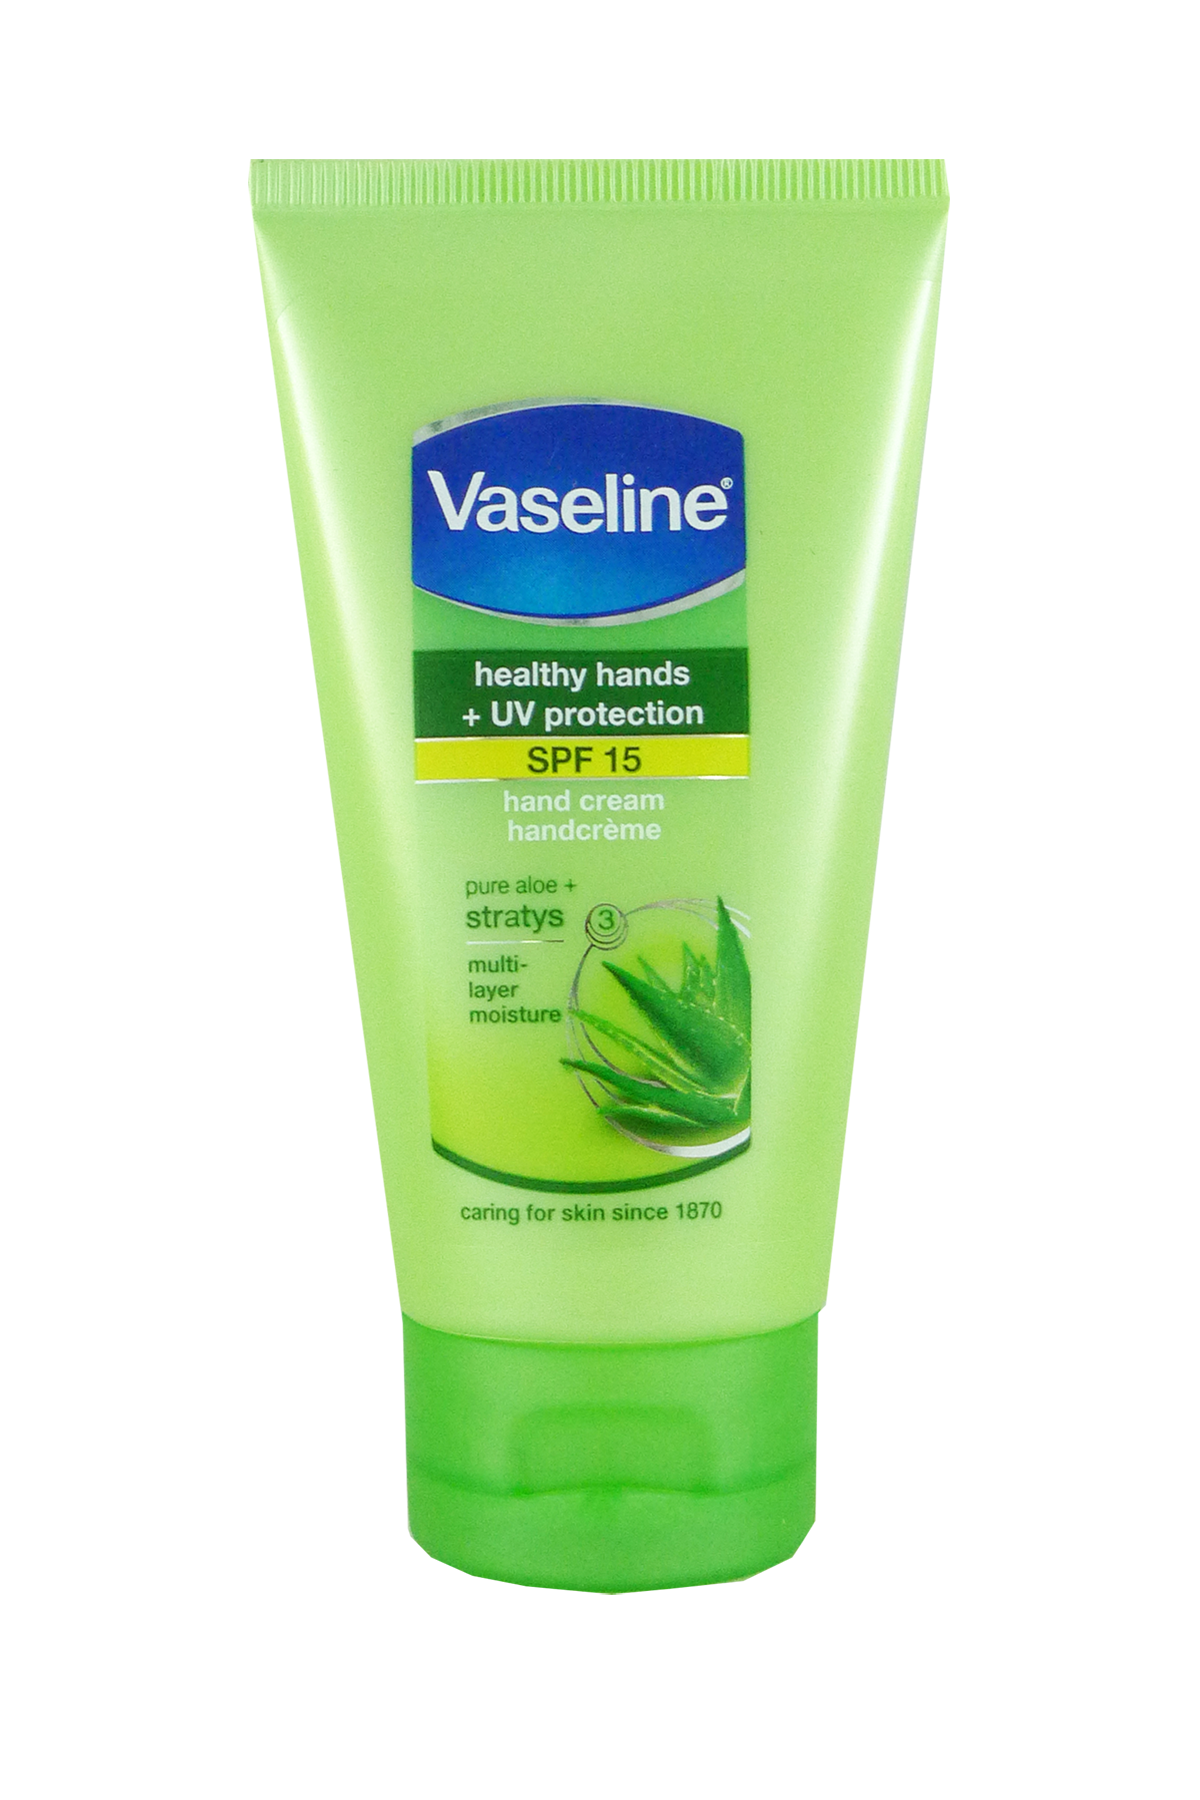 Vaseline®
healthy hands
+ UV protection
SPF 15
hand cream
handcrème
pure aloe +
stratys 3
multi-
layer
moisture
caring for skin since 1870